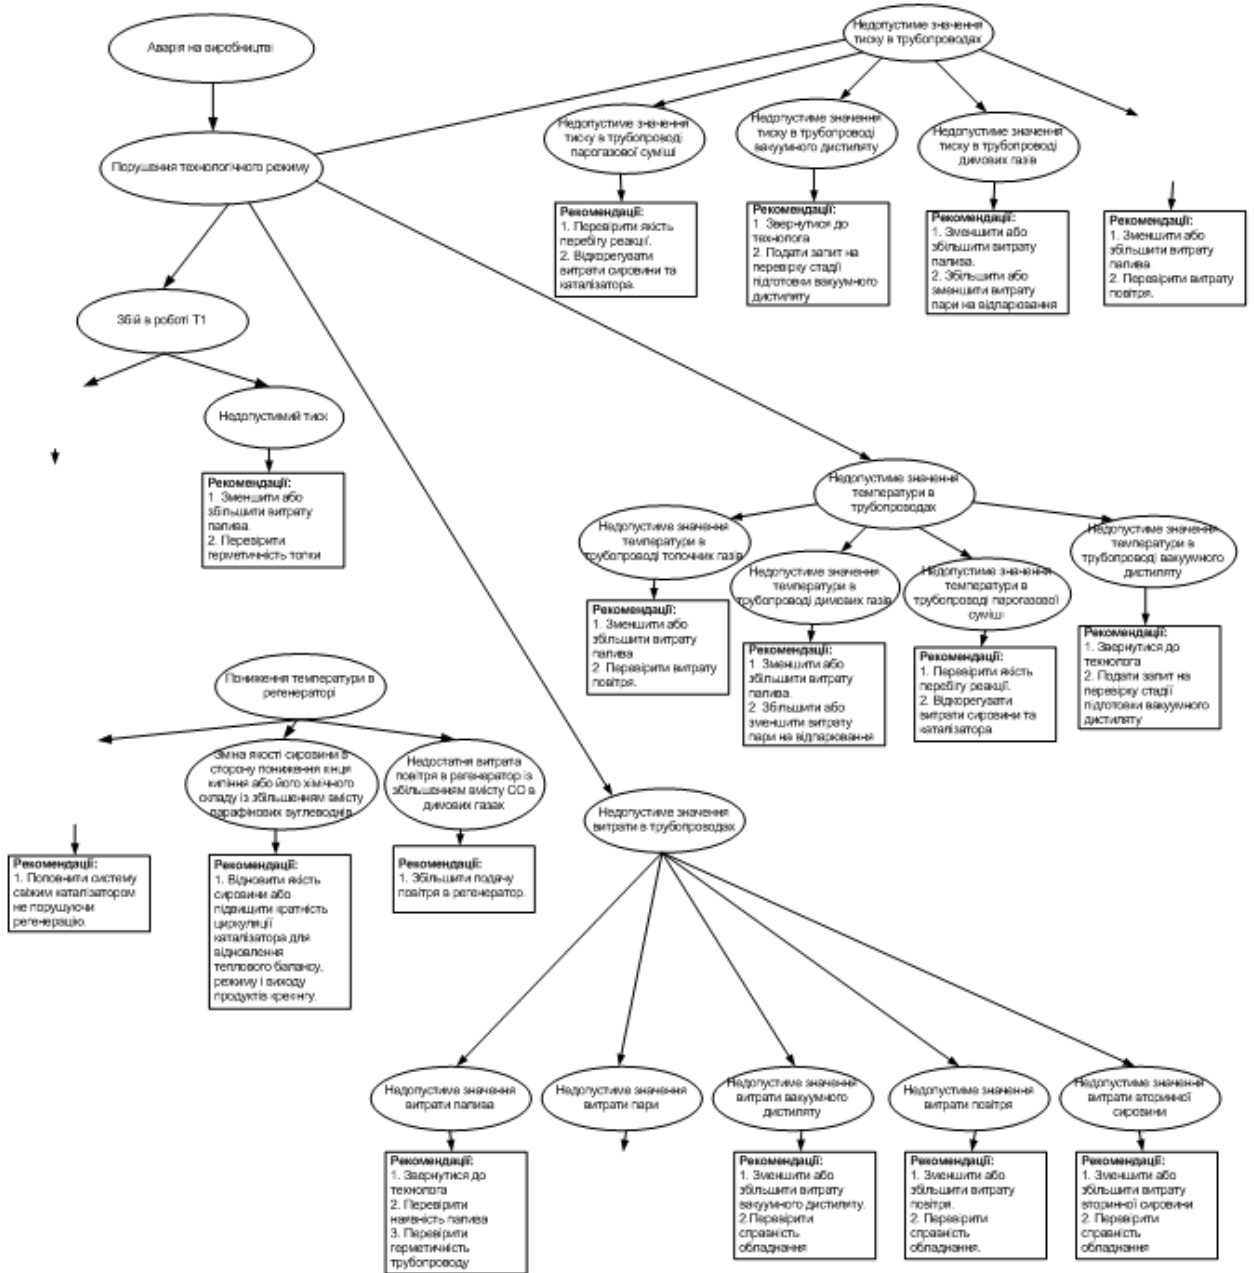 Аварія на виробництві
Недопустиме значення
тиску в трубопроводах
Порушення технологічного режиму
Недопустиме значення
тиску в трубопроводі
парогазової суміші
Недопустиме значення
тиску в трубопроводі
вакуумного дистиляту
Недопустиме значення
тиску в трубопроводі
димових газів
Рекомендації:
1. Перевірити якість
перебігу реакції.
2. Відкорегувати
витрати сировини та
каталізатора.
Рекомендації:
1. Звернутися до
технолога
2. Подати запит на
перевірку стадії
підготовки вакуумного
дистиляту
Рекомендації:
1. Зменшити або
збільшити витрату
палива.
2. Збільшити або
зменшити витрату
пари на відпарювання
Рекомендації:
1. Зменшити або
збільшити витрату
палива
2. Перевірити витрату
повітря.
Збій в роботі Т1
Недопустимий тиск
Рекомендації:
1. Зменшити або
збільшити витрату
палива.
2. Перевірити
герметичність топки
Недопустиме значення
температури в
трубопроводах
Недопустиме значення
температури в
трубопроводі топочних газів
Недопустиме значення
температури в
трубопроводі димових газів
Недопустиме значення
температури в
трубопроводі парогазової
суміші
Недопустиме значення
температури в
трубопроводі вакуумного
дистиляту
Рекомендації:
1. Зменшити або
збільшити витрату
палива
2. Перевірити витрату
повітря.
Рекомендації:
1. Зменшити або
збільшити витрату
палива.
2. Збільшити або
зменшити витрату
пари на відпарювання
Рекомендації:
1. Перевірити якість
перебігу реакції.
2. Відкорегувати
витрати сировини та
каталізатора
Рекомендації:
1. Звернутися до
технолога
2. Подати запит на
перевірку стадії
підготовки вакуумного
дистиляту
Пониження температури в
регенераторі
Зміна якості сировини в
сторону пониження кінця
кипіння або його хімічного
складу із збільшенням вмісту
парафінових вуглеводнів
Недостатня витрата
повітря в регенератор із
збільшенням вмісту СО в
димових газах
Рекомендації:
1. Поповнити систему
свіжим каталізатором
не порушуючи
регенерацію.
Рекомендації:
1. Відновити якість
сировини або
підвищити кратність
циркуляції
каталізатора для
відновлення
теплового балансу,
режиму і виходу
продуктів крекінгу.
Рекомендації:
1. Збільшити подачу
повітря в регенератор.
Недопустиме значення
витрати в трубопроводах
Недопустиме значення
витрати палива
Недопустиме значення
витрати пари
Недопустиме значення
витрати вакуумного
дистиляту
Недопустиме значення
витрати повітря
Недопустиме значення
витрати вторинної
сировини
Рекомендації:
1. Звернутися до
технолога
2. Перевірити
наявність палива
3. Перевірити
герметичність
трубопроводу
Рекомендації:
1. Зменшити або
збільшити витрату
вакуумного дистиляту.
2.Перевірити
справність
обладнання
Рекомендації:
1. Зменшити або
збільшити витрату
повітря.
2. Перевірити
справність
обладнання.
Рекомендації:
1. Зменшити або
збільшити витрату
вторинної сировини
2. Перевірити
справність
обладнання